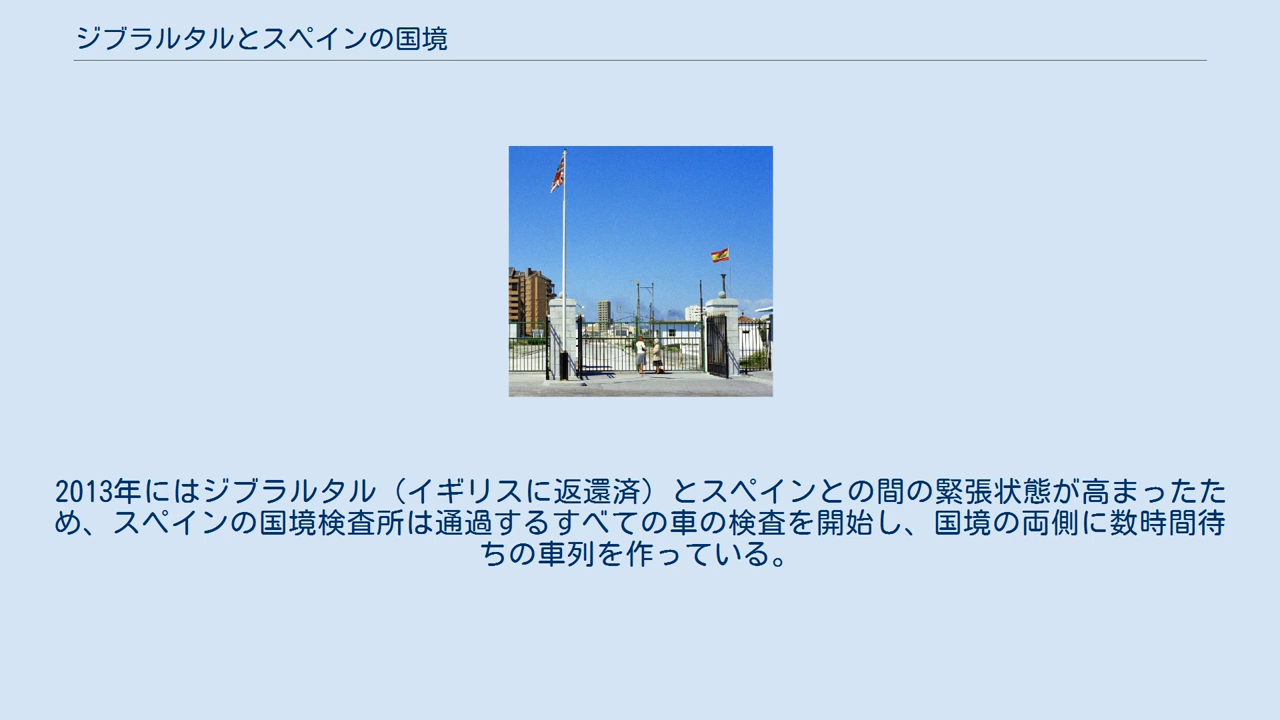 ジブラルタルとスペインの国境
2013年にはジブラルタル（イギリスに返還済）とスペインとの間の緊張状態が高まったた
め、スペインの国境検査所は通過するすべての車の検査を開始し、国境の両側に数時間待
ちの車列を作っている。